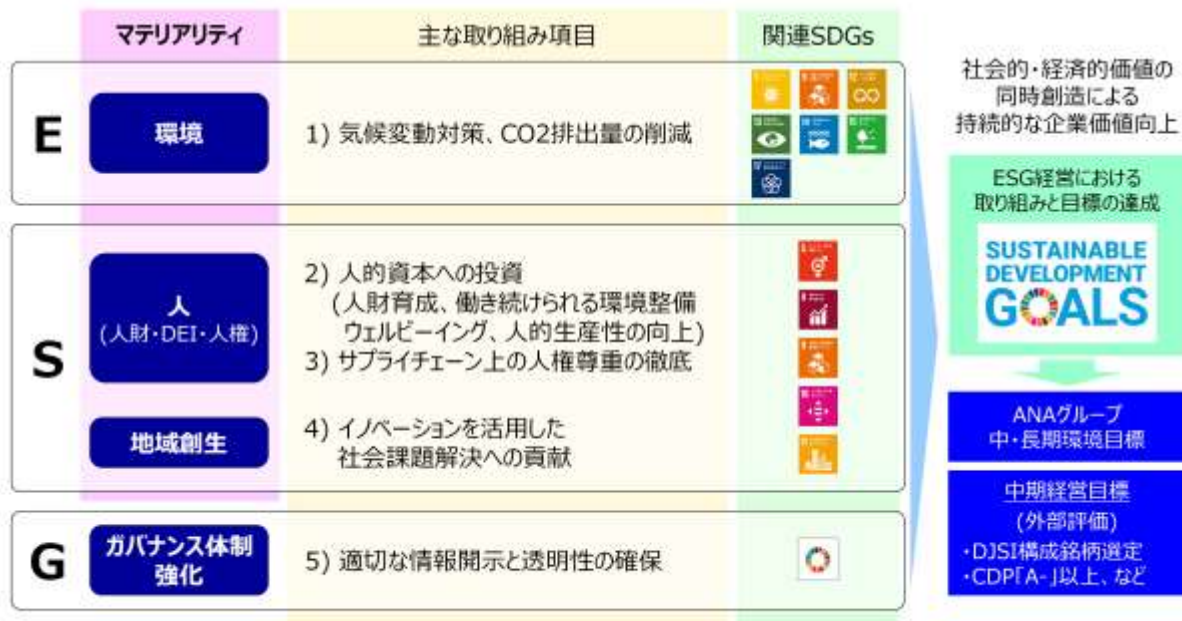 マテリアリティ
主な取り組み項目
関連SDGs
E
環境
1) 気候変動対策、CO2排出量の削減
S
人
(人財・DEI・人権)
2) 人的資本への投資
(人財育成、働き続けられる環境整備
ウェルビーイング、人的生産性の向上)
3) サプライチェーン上の人権尊重の徹底
地域創生
4) イノベーションを活用した
社会課題解決への貢献
G
ガバナンス体制
強化
5) 適切な情報開示と透明性の確保
社会的・経済的価値の
同時創造による
持続的な企業価値向上
ESG経営における
取り組みと目標の達成
SUSTAINABLE
DEVELOPMENT
GOALS
ANAグループ
中・長期環境目標
中期経営目標
(外部評価)
・DJSI構成銘柄選定
・CDP「A-」以上、など